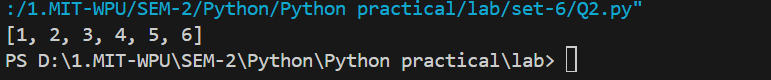 :/1.MIT-WPU/SEM-2/Python/Python practical/lab/set-6/Q2.py"
[1, 2, 3, 4, 5, 6]
PS D:\1.MIT-WPU\SEM-2\Python\Python practical\lab>